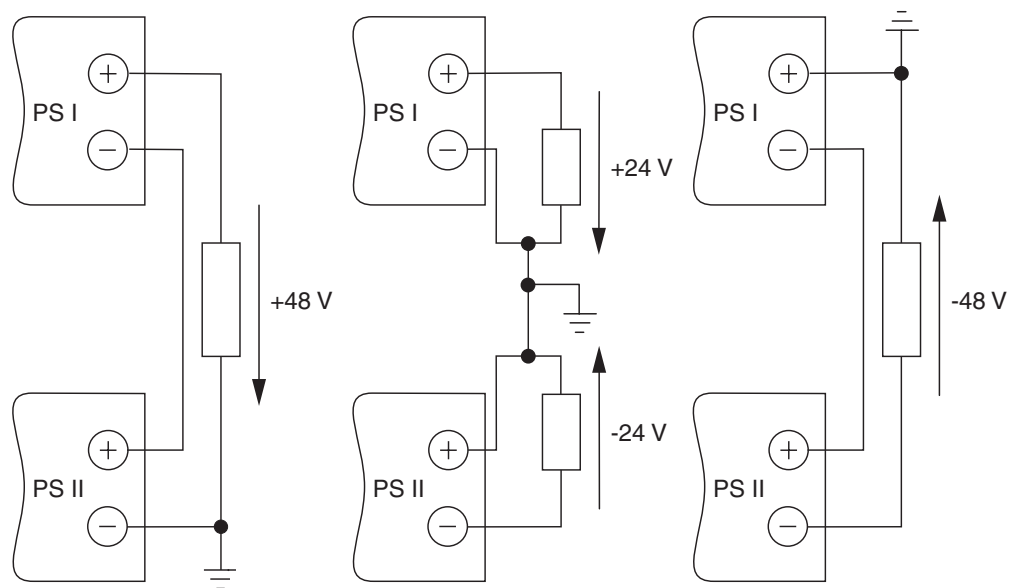 +
PS I
−
+48 V
+
PS II
−
+
PS I
−
+24 V
-24 V
+
PS II
−
+
PS I
−
-48 V
+
PS II
−